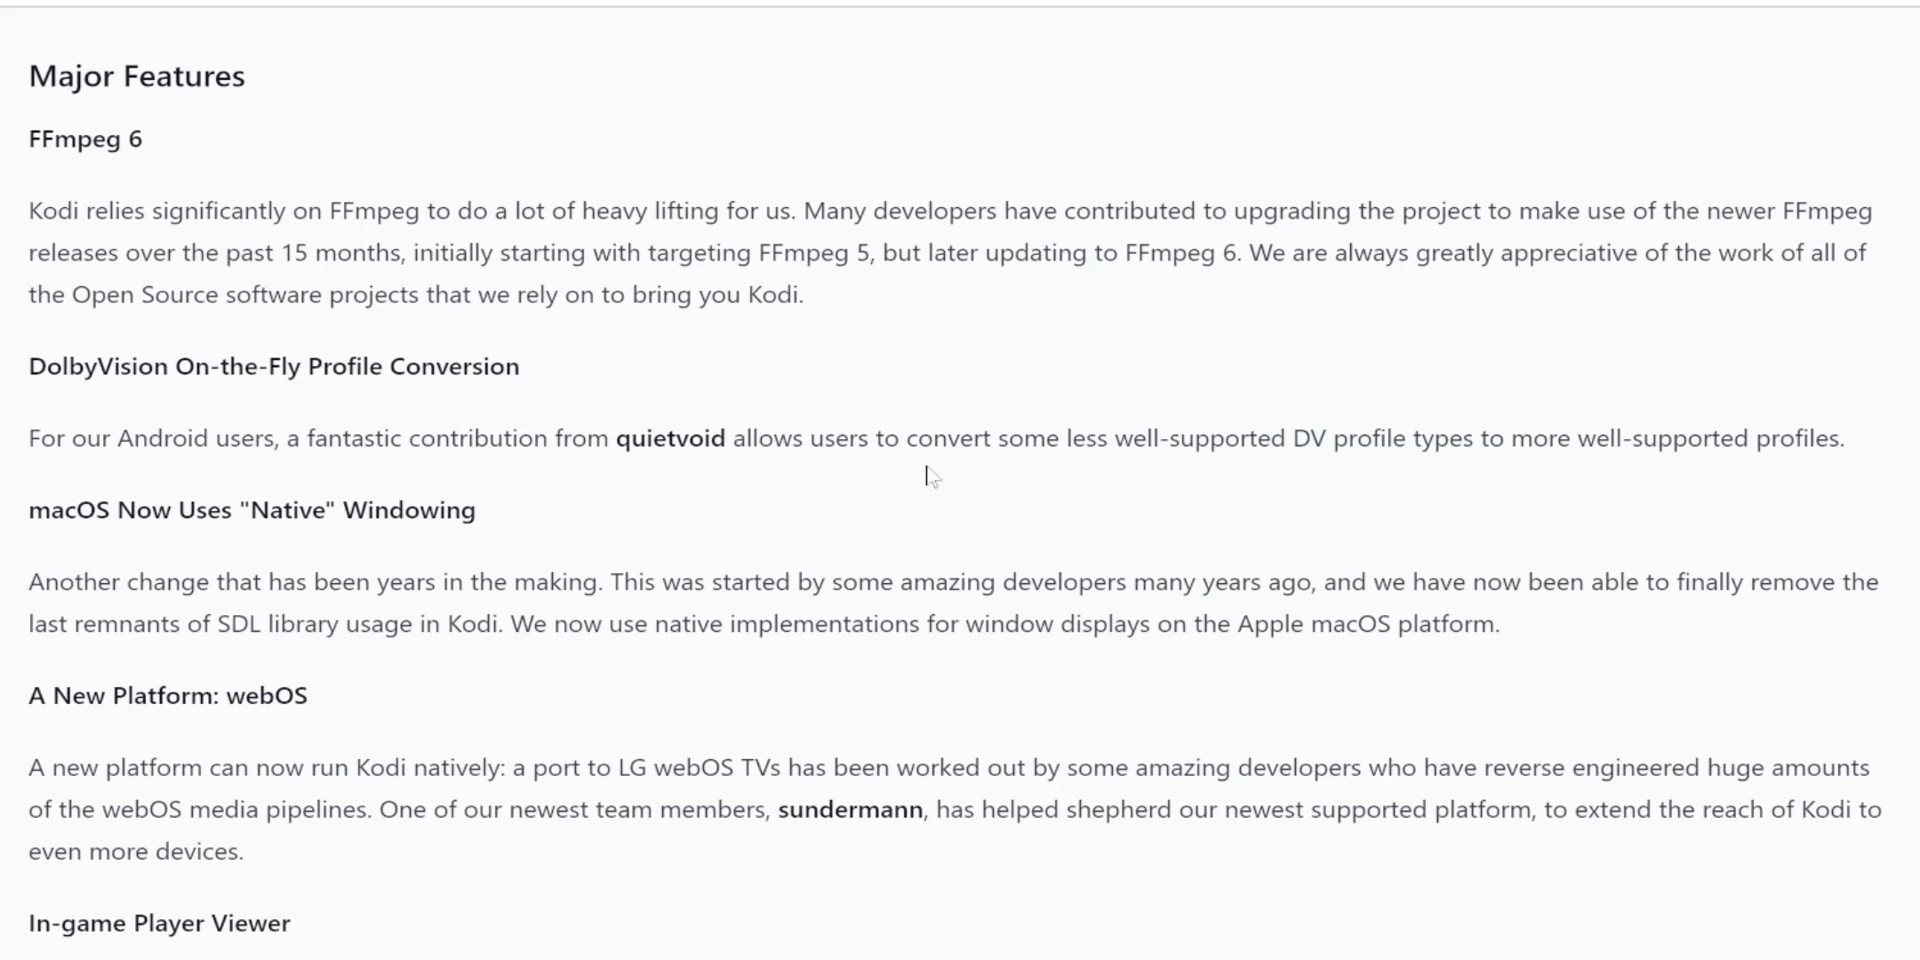 Major Features
FFmpeg 6
Kodi relies significantly on FFmpeg to do a lot of heavy lifting for us. Many developers have contributed to upgrading the project to make use of the newer FFmpeg
releases over the past 15 months, initially starting with targeting FFmpeg 5, but later updating to FFmpeg 6. We are always greatly appreciative of the work of all of
the Open Source software projects that we rely on to bring you Kodi.
DolbyVision On-the-Fly Profile Conversion
For our Android users, a fantastic contribution from quietvoid allows users to convert some less well-supported DV profile types to more well-supported profiles.
macOS Now Uses "Native" Windowing
Another change that has been years in the making. This was started by some amazing developers many years ago, and we have now been able to finally remove the
last remnants of SDL library usage in Kodi. We now use native implementations for window displays on the Apple macOS platform.
A New Platform: webOS
A new platform can now run Kodi natively: a port to LG webOS TVs has been worked out by some amazing developers who have reverse engineered huge amounts
of the webOS media pipelines. One of our newest team members, sundermann, has helped shepherd our newest supported platform, to extend the reach of Kodi to
even more devices.
In-game Player Viewer